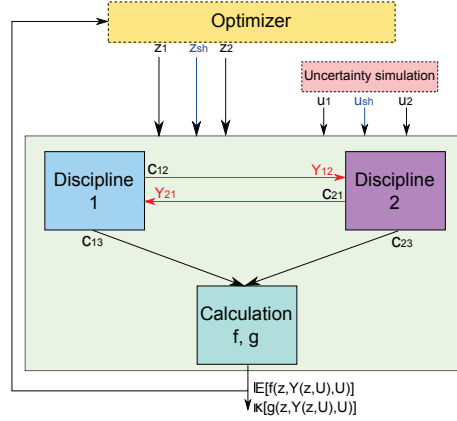 Optimizer
z1 zsh z2
Uncertainty simulation
u1 ush u2
Discipline
1
c12
Y12
Y21
c21
Discipline
2
c13
c23
Calculation
f, g
𝔼[f(z,Y(z,U),U)]
𝕂[g(z,Y(z,U),U)]